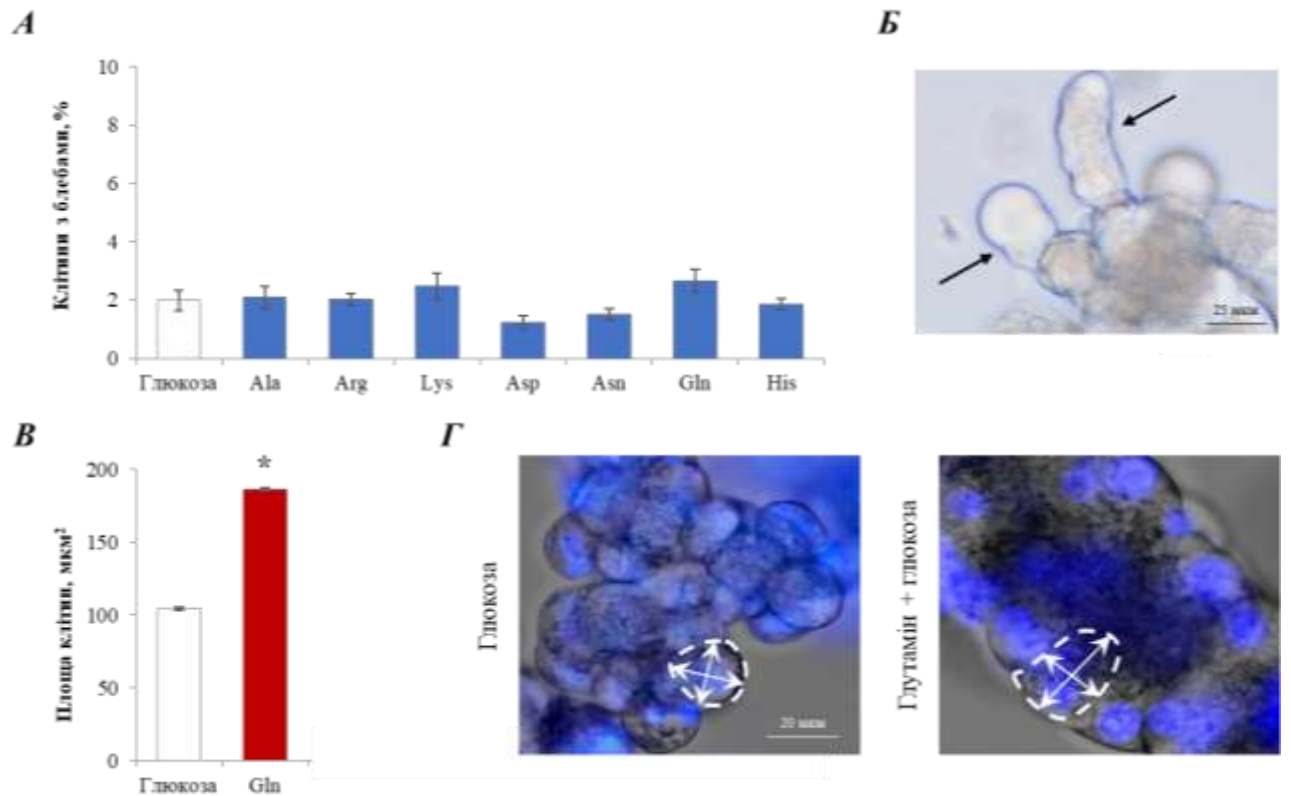 А
Б
Клітини з блебами, %
10
8
6
4
2
0
Глюкоза Ala Arg Lys Asp Asn Gln His
25 мкм
В
Г
Площа клітин, мкм²
200
150
100
50
0
*
Глюкоза Gln
Глюкоза
20 мкм
Глутамін + глюкоза